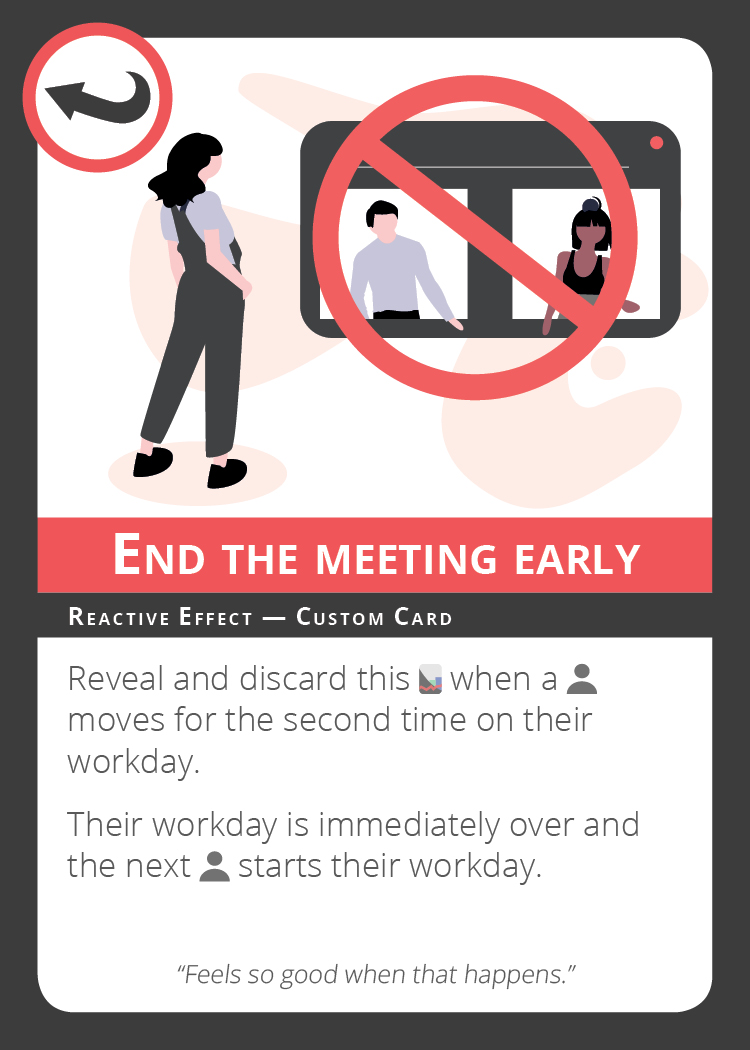 End the meeting early
Reactive Effect — Custom Card
Reveal and discard this when a
moves for the second time on their
workday.
Their workday is immediately over and
the next starts their workday.
“Feels so good when that happens.”